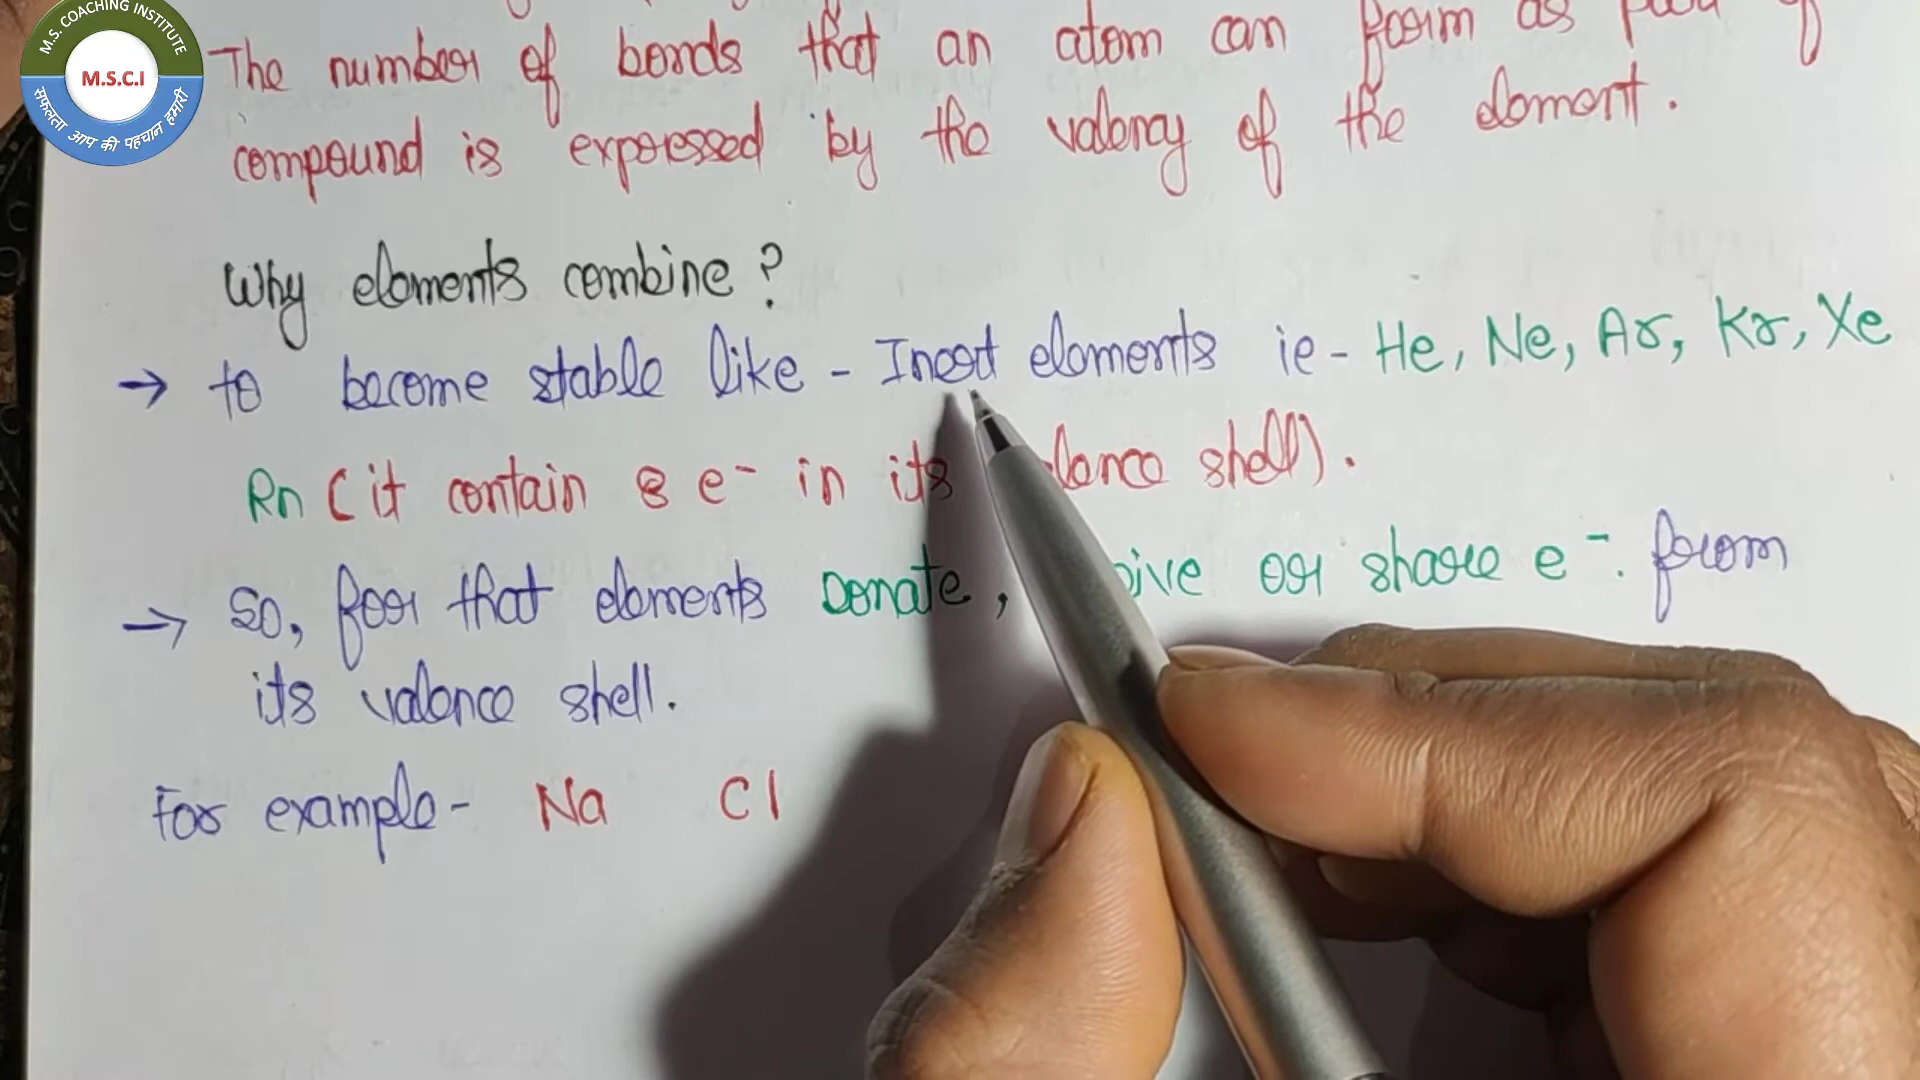 M.S. COACHING INSTITUTE
M.S.C.I
सफलता आप की पहचान हमारी
The number of bonds that an atom can form as part of
compound is expressed by the valency of the element.
Why elements combine?
→ to become stable like - Inert elements ie - He, Ne, Ar, Kr, Xe
Rn (it contain 8 e⁻ in its shell).
→ So, for that elements Donate, or share e⁻. from
its valence shell.
For example - Na Cl